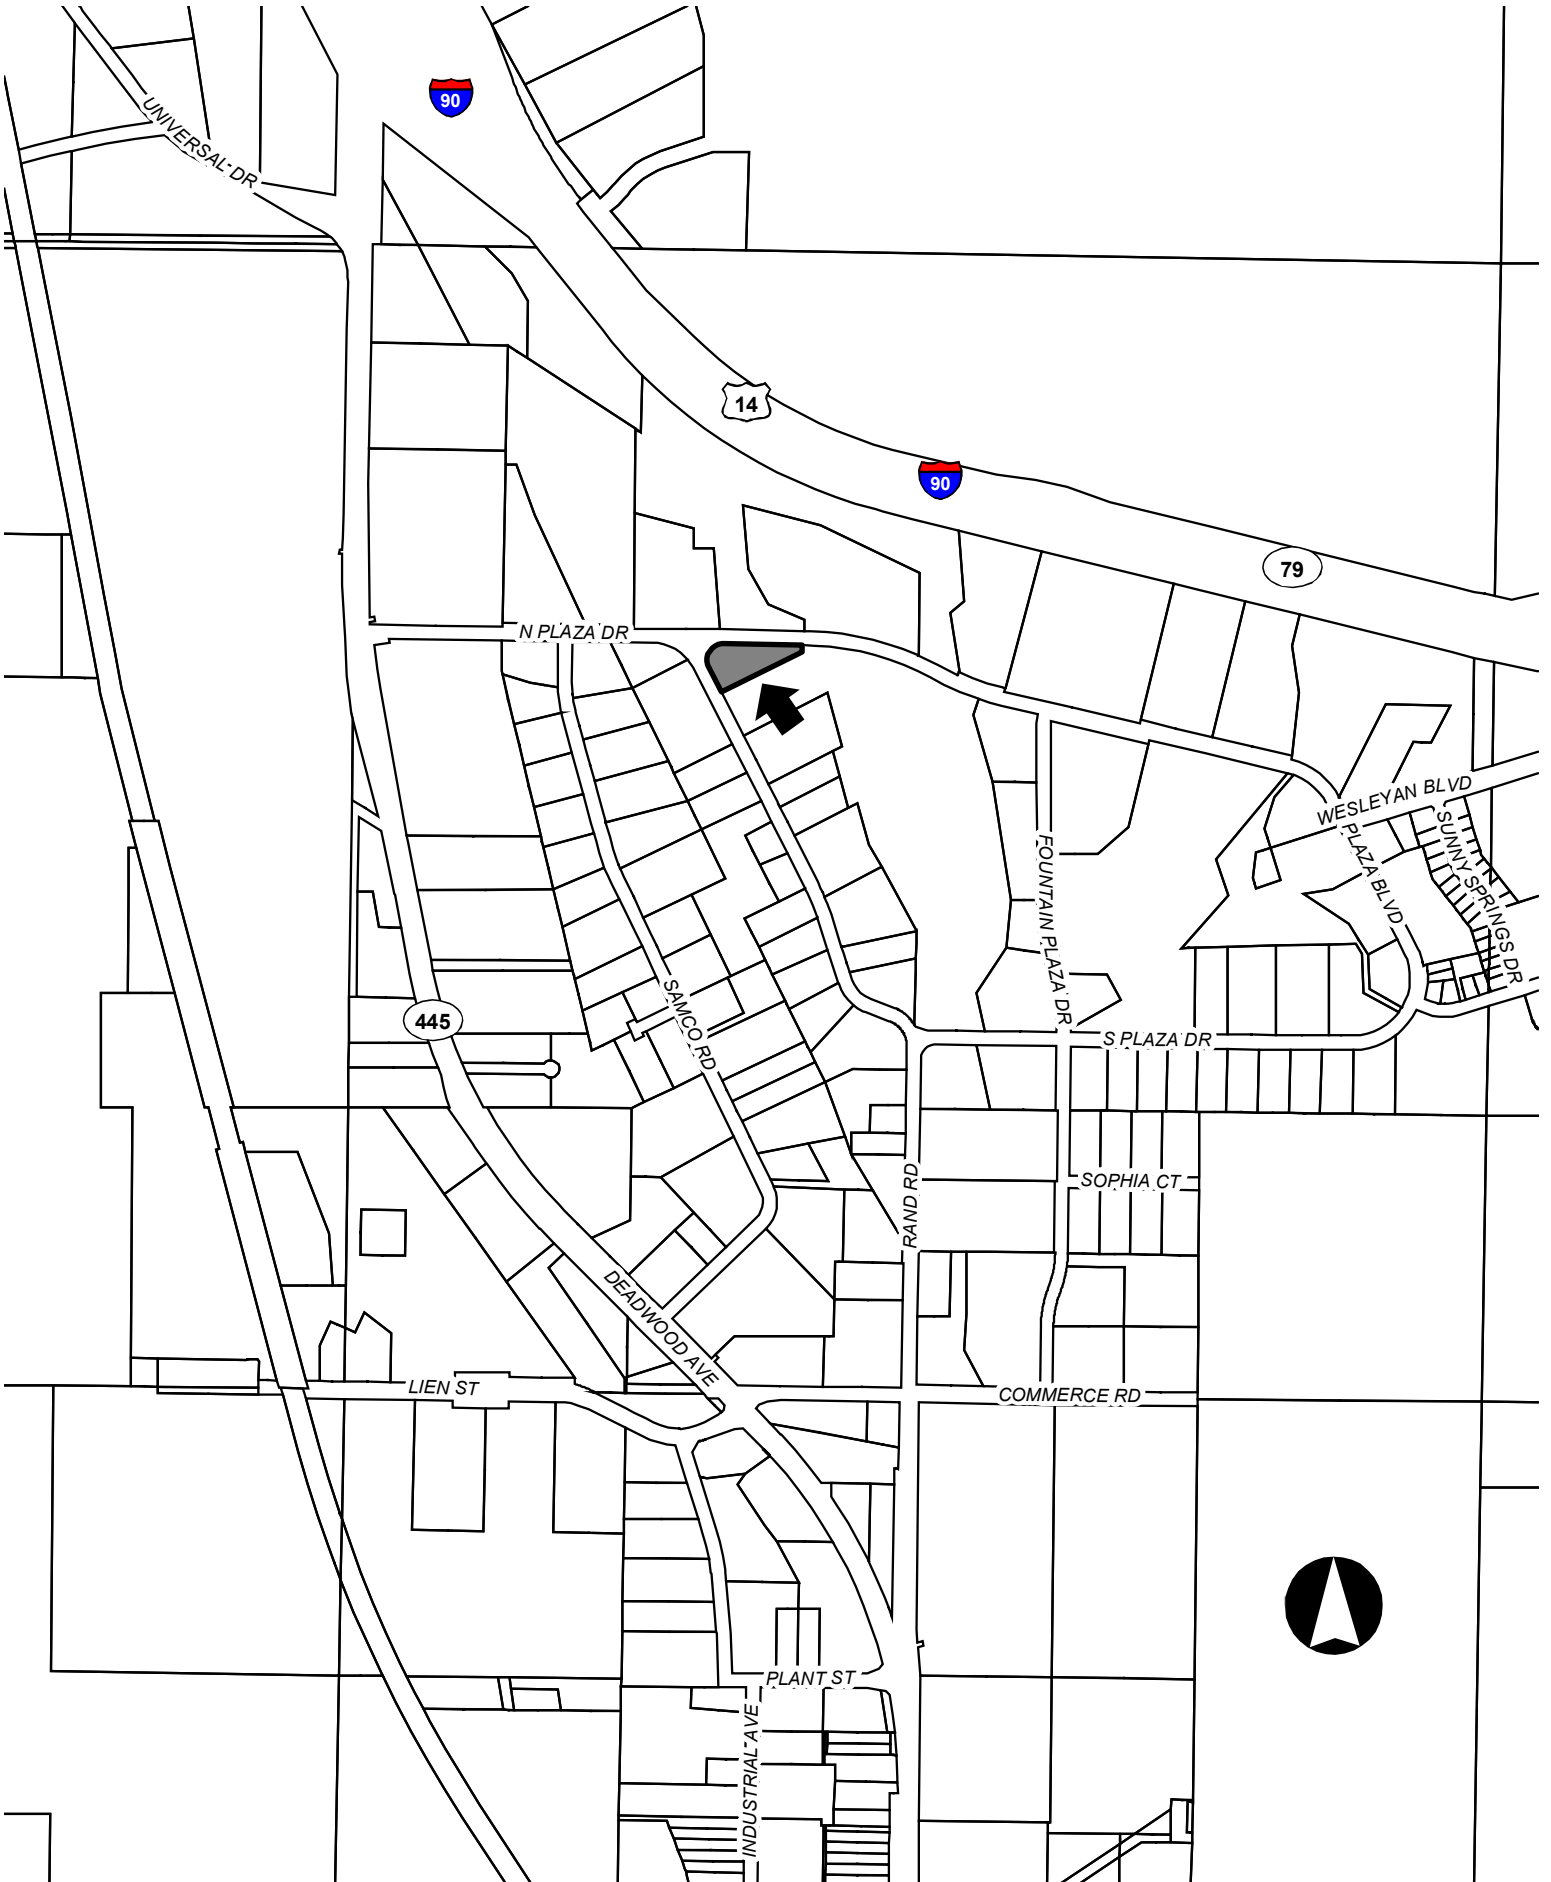 90
UNIVERSAL DR
14
90
79
N PLAZA DR
WESLEYAN BLVD
SUNNY SPRINGS DR
PLAZA BLVD
FOUNTAIN PLAZA DR
SAMCO RD
445
S PLAZA DR
RAND RD
SOPHIA CT
DEADWOOD AVE
LIEN ST
COMMERCE RD
PLANT ST
INDUSTRIAL AVE